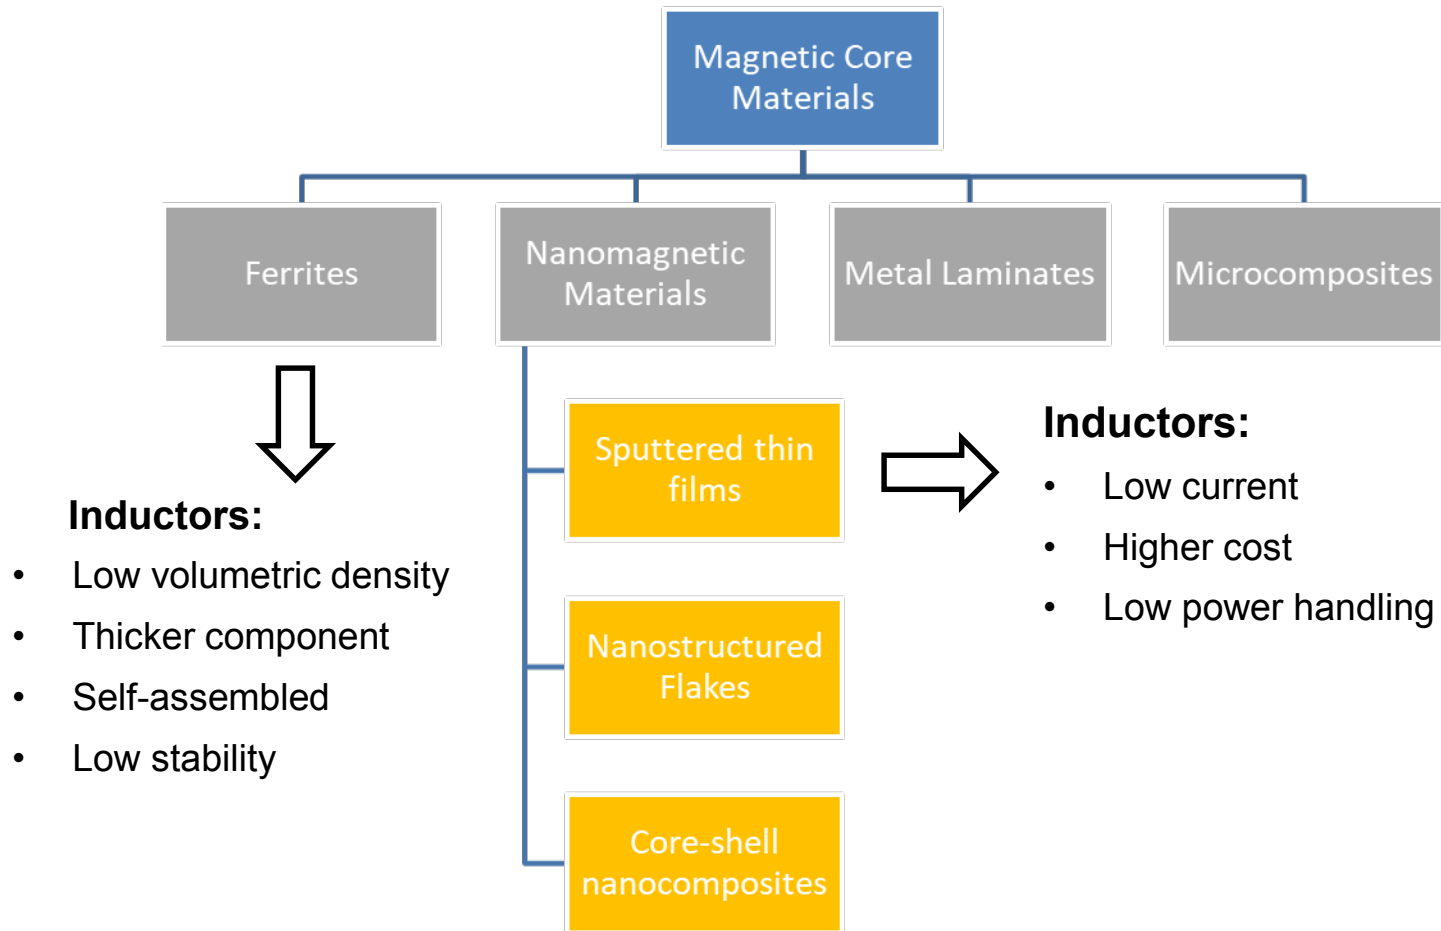 Magnetic Core
Materials
Ferrites
Nanomagnetic
Materials
Metal Laminates
Microcomposites
Sputtered thin
films
Nanostructured
Flakes
Core-shell
nanocomposites
Inductors:
• Low volumetric density
• Thicker component
• Self-assembled
• Low stability
Inductors:
• Low current
• Higher cost
• Low power handling